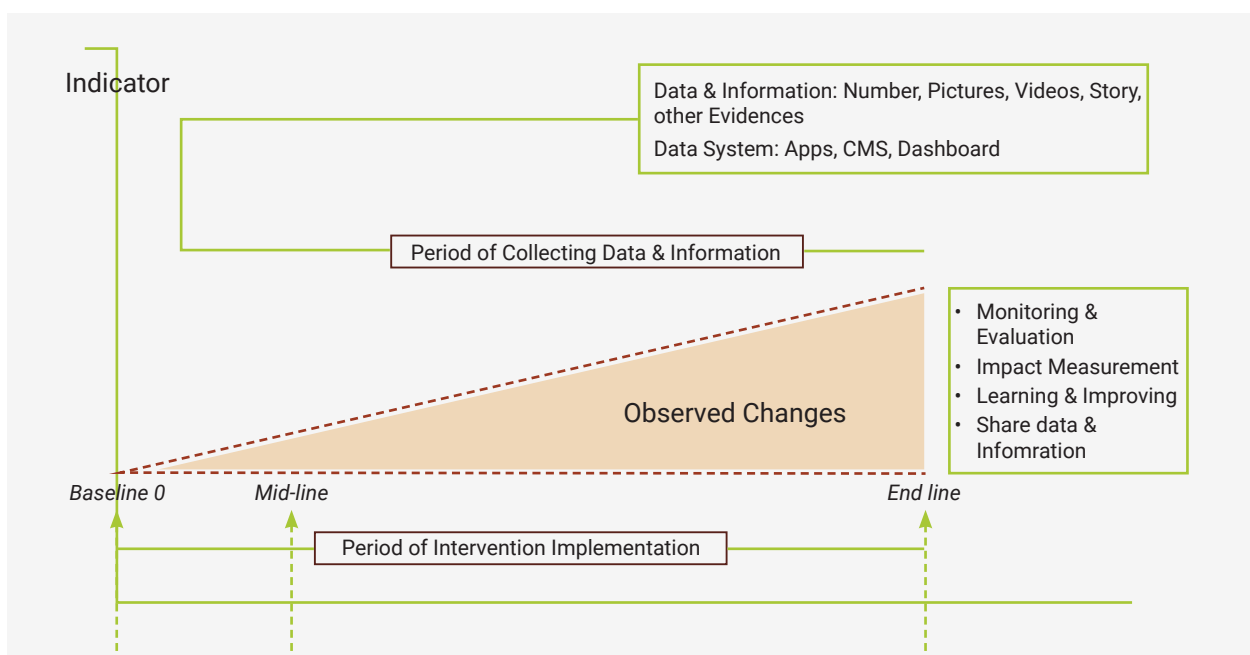 Indicator
Data & Information: Number, Pictures, Videos, Story,
other Evidences
Data System: Apps, CMS, Dashboard
Period of Collecting Data & Information
• Monitoring &
Evaluation
• Impact Measurement
• Learning & Improving
• Share data &
Infomration
Observed Changes
Baseline 0
Mid-line
End line
Period of Intervention Implementation